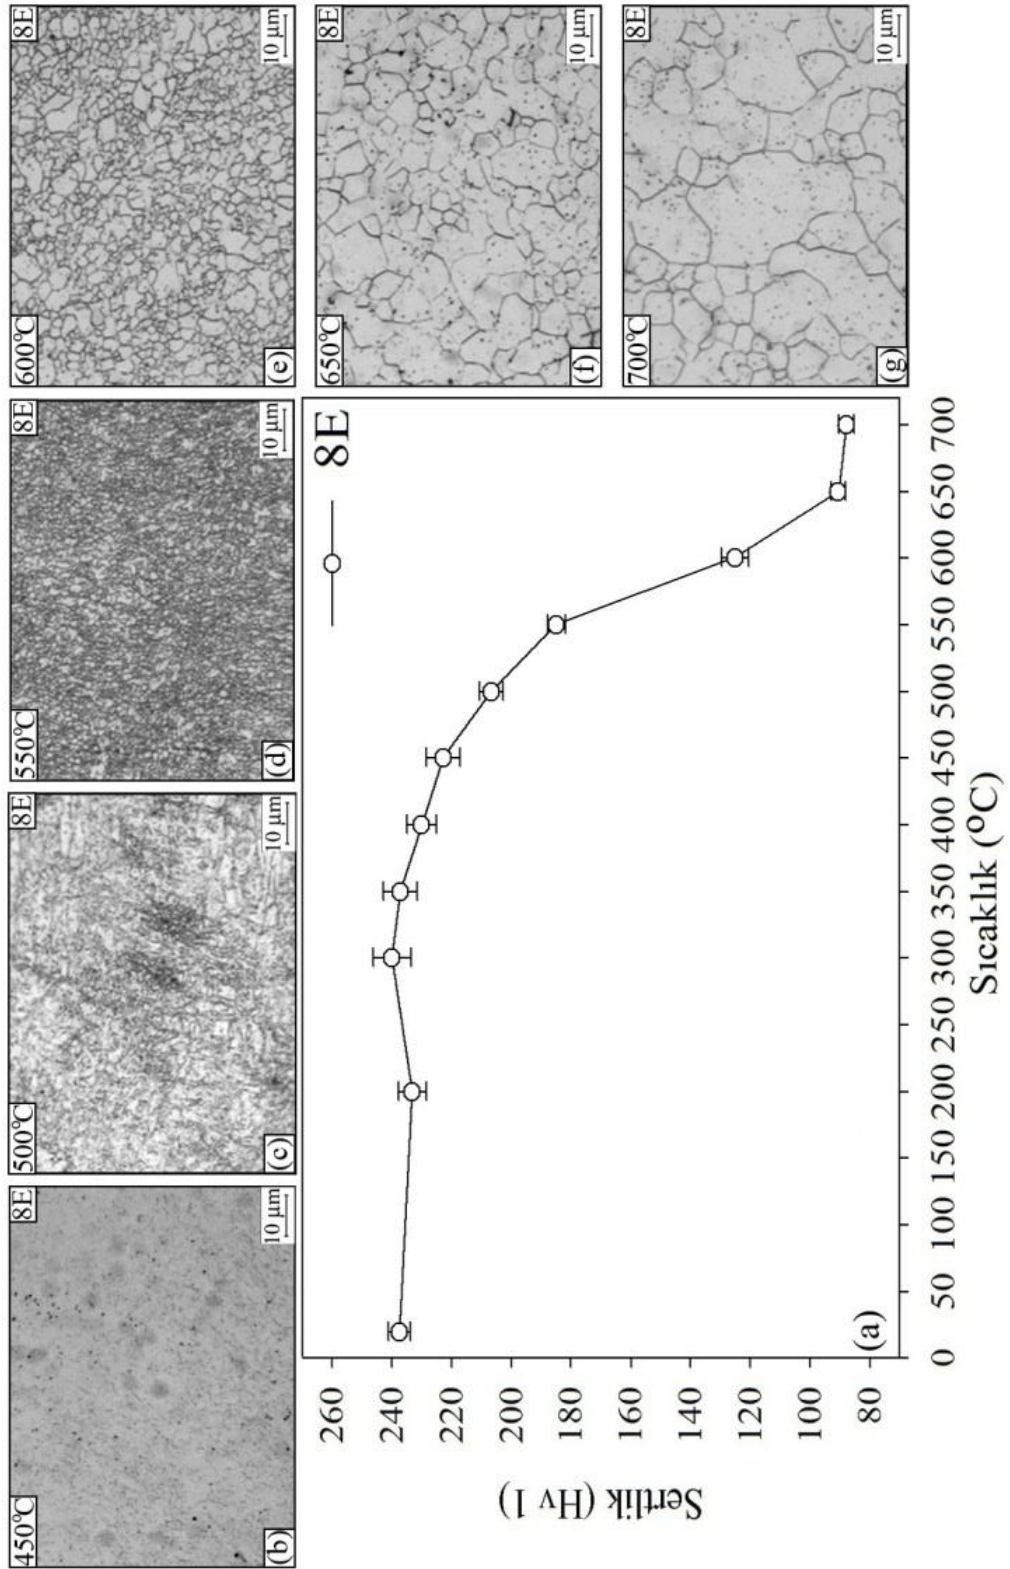 450℃
8E
(b)
10 µm
500℃
8E
(c)
10 µm
550℃
8E
(d)
10 µm
600℃
8E
(e)
10 µm
650℃
8E
(f)
10 µm
700℃
8E
(g)
10 µm
8E
260
240
220
200
180
160
140
120
100
80
Sertlik (Hv 1)
(a)
0 50 100 150 200 250 300 350 400 450 500 550 600 650 700
Sıcaklık (ºC)